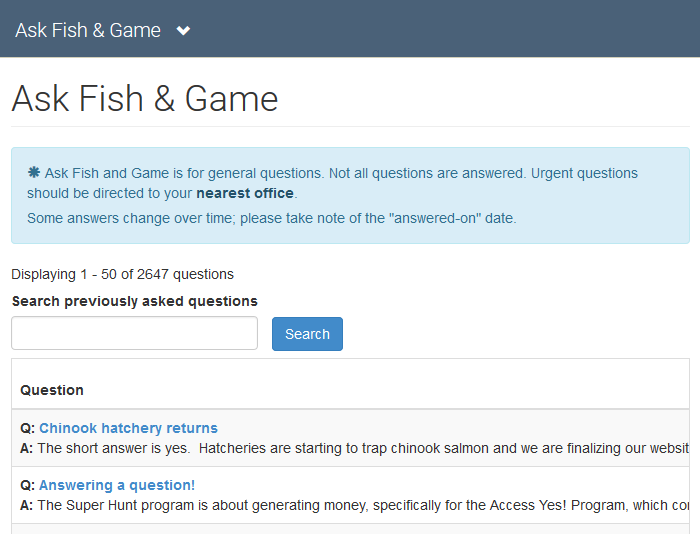 Ask Fish & Game
Ask Fish & Game
✱ Ask Fish and Game is for general questions. Not all questions are answered. Urgent questions
should be directed to your nearest office.
Some answers change over time; please take note of the "answered-on" date.
Displaying 1 - 50 of 2647 questions
Search previously asked questions
Search
Question
Q: Chinook hatchery returns
A: The short answer is yes.  Hatcheries are starting to trap chinook salmon and we are finalizing our websit
Q: Answering a question!
A: The Super Hunt program is about generating money, specifically for the Access Yes! Program, which co